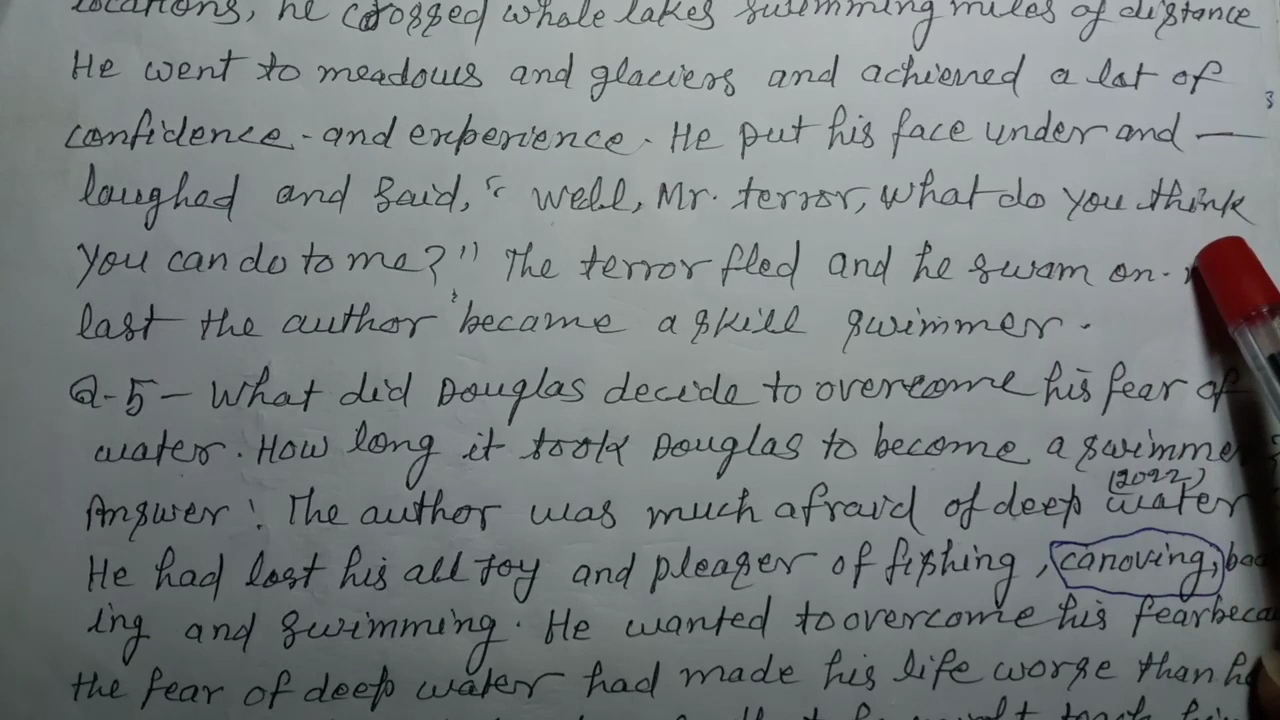 locations, he crossed whole lakes swimming miles of distance
He went to meadows and glaciers and achieved a lot of
confidence - and experience. He put his face under and —
laughed and said, " well, Mr. terror, what do you think
you can do to me?" The terror fled and he swam on.
last the author became a skill swimmer.
Q-5- What did Douglas decide to overcome his fear of
water. How long it took Douglas to become a swimme
(2022)
Answer: The author was much afraid of deep water
He had lost his all joy and pleaser of fishing, canoving, boa
ing and swimming. He wanted to overcome his fear beca
the fear of deep water had made his life worse than h